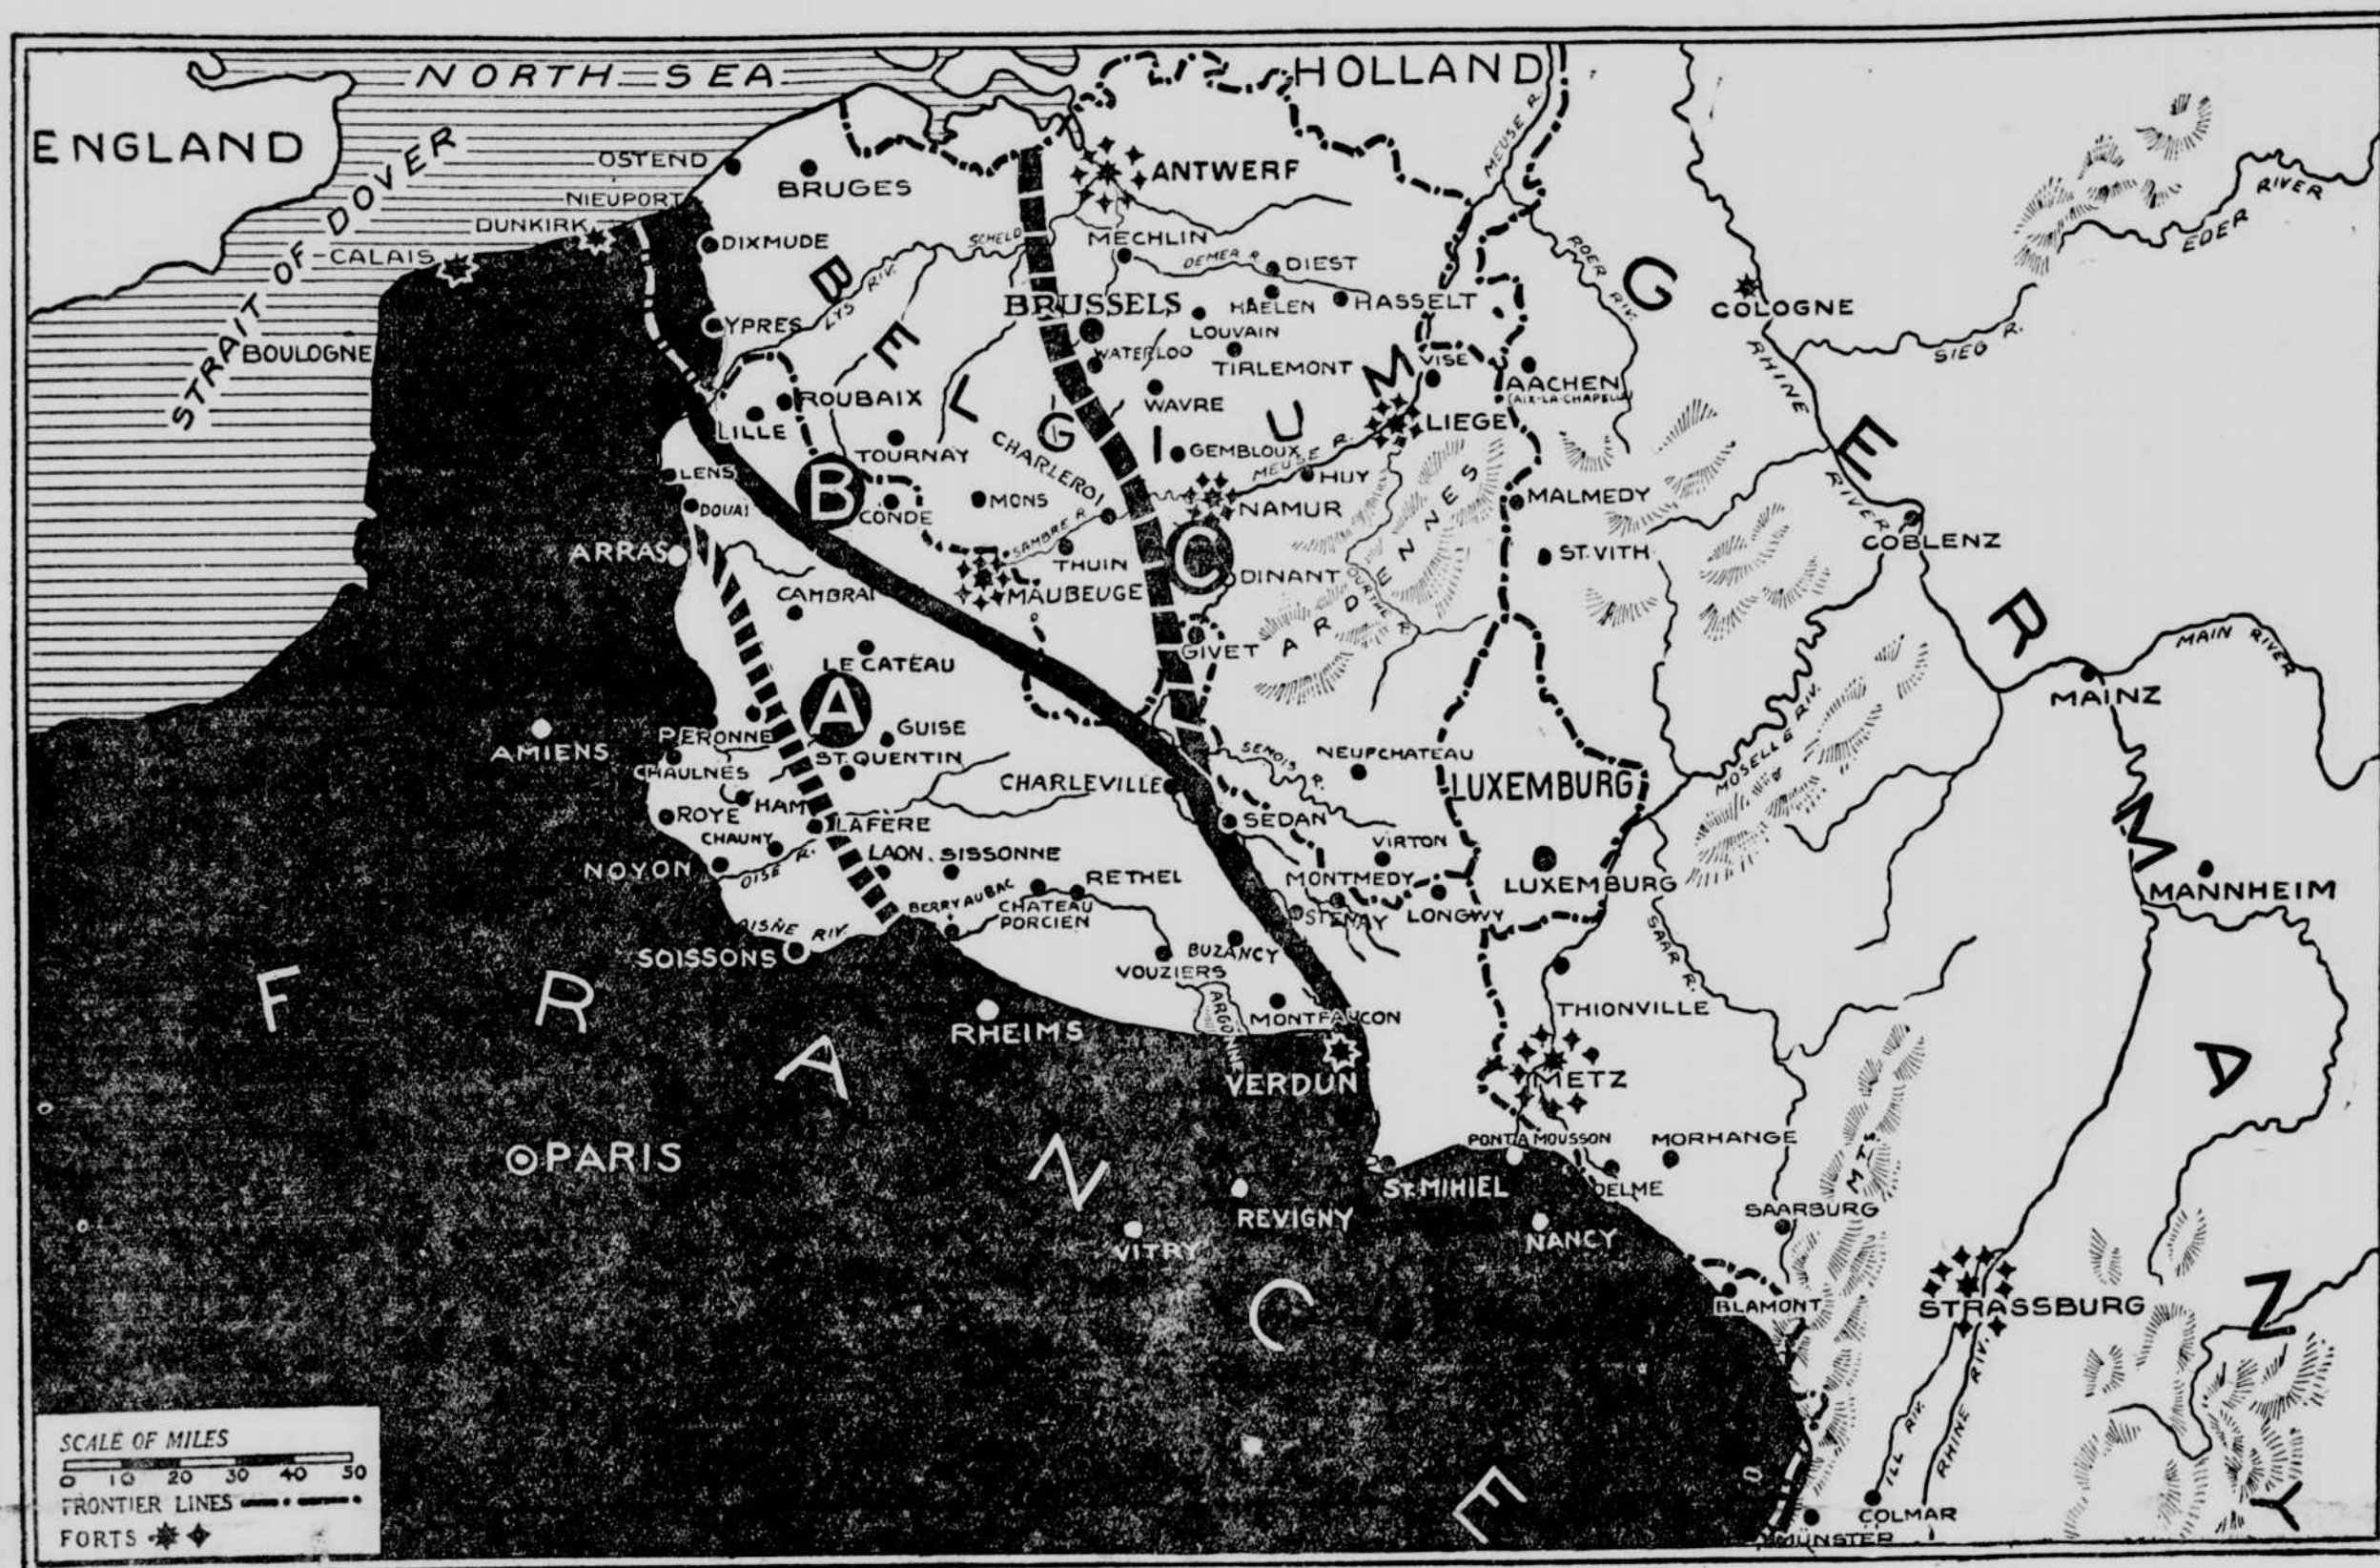 NORTH SEA
HOLLAND
ENGLAND
STRAIT OF DOVER
OSTEND
BRUGES
NIEUPORT
DUNKIRK
CALAIS
DIXMUDE
BOULOGNE
YPRES
LYS RIV.
SCHELD
ANTWERP
MECHLIN
DEMER R.
DIEST
BRUSSELS
HAELEN
HASSELT
LOUVAIN
WATERLOO
TIRLEMONT
VISE
WAVRE
BELGIUM
ROUBAIX
LILLE
TOURNAY
CHARLEROI
GEMBLOUX
MEUSE R.
LIEGE
HUY
AACHEN
(AIX-LA-CHAPELLE)
MEUSE R.
ROER RIV.
COLOGNE
RHINE RIVER
SIEG R.
EDER RIVER
GERMANY
LENS
DOUAI
B
CONDE
MONS
NAMUR
SAMBRE R.
THUIN
MAUBEUGE
C
DINANT
OURTHE R.
ARDENNES
MALMEDY
ST. VITH
COBLENZ
ARRAS
CAMBRAI
LE CATEAU
A
GIVET
MAIN RIVER
MAINZ
MOSELLE RIV.
AMIENS
PERONNE
GUISE
CHAULNES
ST. QUENTIN
ROYE
HAM
CHARLEVILLE
SEMOIS R.
NEUFCHATEAU
LUXEMBURG
SEDAN
LAFERE
CHAUNY
NOYON
OISE R.
LAON.
SISSONNE
VIRTON
MONTMEDY
LUXEMBURG
MANNHEIM
BERRY AU BAC
CHATEAU
PORCIEN
RETHEL
STENAY
LONGWY
AISNE RIV.
SOISSONS
BUZANCY
VOUZIERS
ARGONNE
MONTFAUCON
SAAR R.
THIONVILLE
FRANCE
RHEIMS
VERDUN
METZ
PARIS
PONT A MOUSSON
MORHANGE
ST. MIHIEL
DELME
MTS.
REVIGNY
VITRY
NANCY
SAARBURG
BLAMONT
STRASSBURG
ILL RIV.
RHINE RIV.
COLMAR
MÜNSTER
SCALE OF MILES
0 10 20 30 40 50
FRONTIER LINES
FORTS